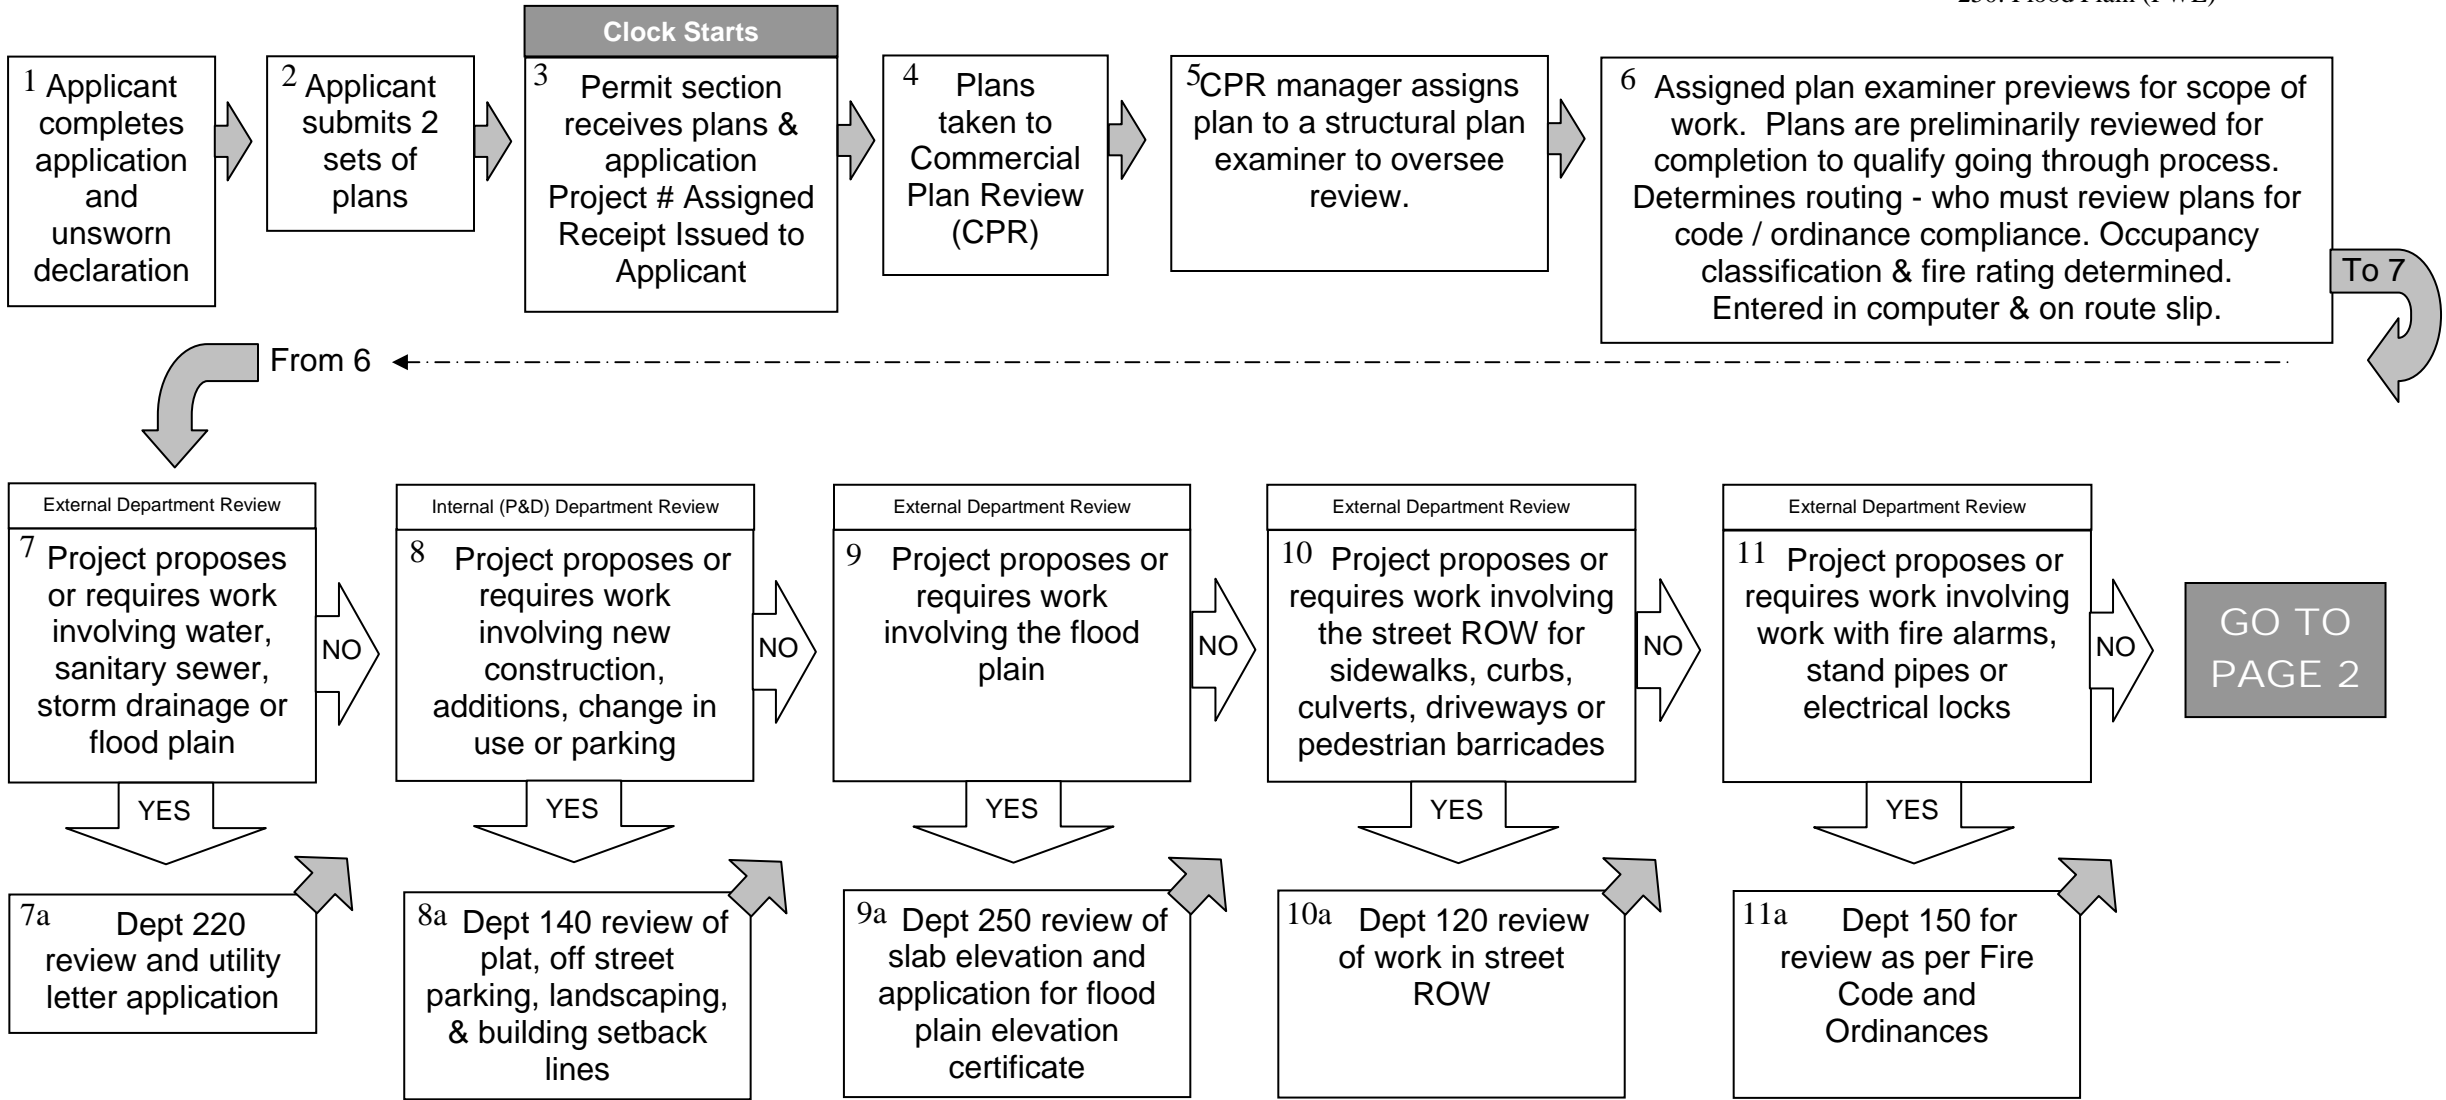 250: Flood Plain (PWE)
Clock Starts
1 Applicant
completes
application
and
unsworn
declaration
2 Applicant
submits 2
sets of
plans
3 Permit section
receives plans &
application
Project # Assigned
Receipt Issued to
Applicant
4 Plans
taken to
Commercial
Plan Review
(CPR)
5 CPR manager assigns
plan to a structural plan
examiner to oversee
review.
6 Assigned plan examiner previews for scope of
work. Plans are preliminarily reviewed for
completion to qualify going through process.
Determines routing - who must review plans for
code / ordinance compliance. Occupancy
classification & fire rating determined.
Entered in computer & on route slip.
To 7
From 6
External Department Review
7 Project proposes
or requires work
involving water,
sanitary sewer,
storm drainage or
flood plain
NO
YES
7a Dept 220
review and utility
letter application
Internal (P&D) Department Review
8 Project proposes or
requires work
involving new
construction,
additions, change in
use or parking
NO
YES
8a Dept 140 review of
plat, off street
parking, landscaping,
& building setback
lines
External Department Review
9 Project proposes or
requires work
involving the flood
plain
NO
YES
9a Dept 250 review of
slab elevation and
application for flood
plain elevation
certificate
External Department Review
10 Project proposes or
requires work involving
the street ROW for
sidewalks, curbs,
culverts, driveways or
pedestrian barricades
NO
YES
10a Dept 120 review
of work in street
ROW
External Department Review
11 Project proposes or
requires work involving
work with fire alarms,
stand pipes or
electrical locks
NO
YES
11a Dept 150 for
review as per Fire
Code and
Ordinances
GO TO
PAGE 2